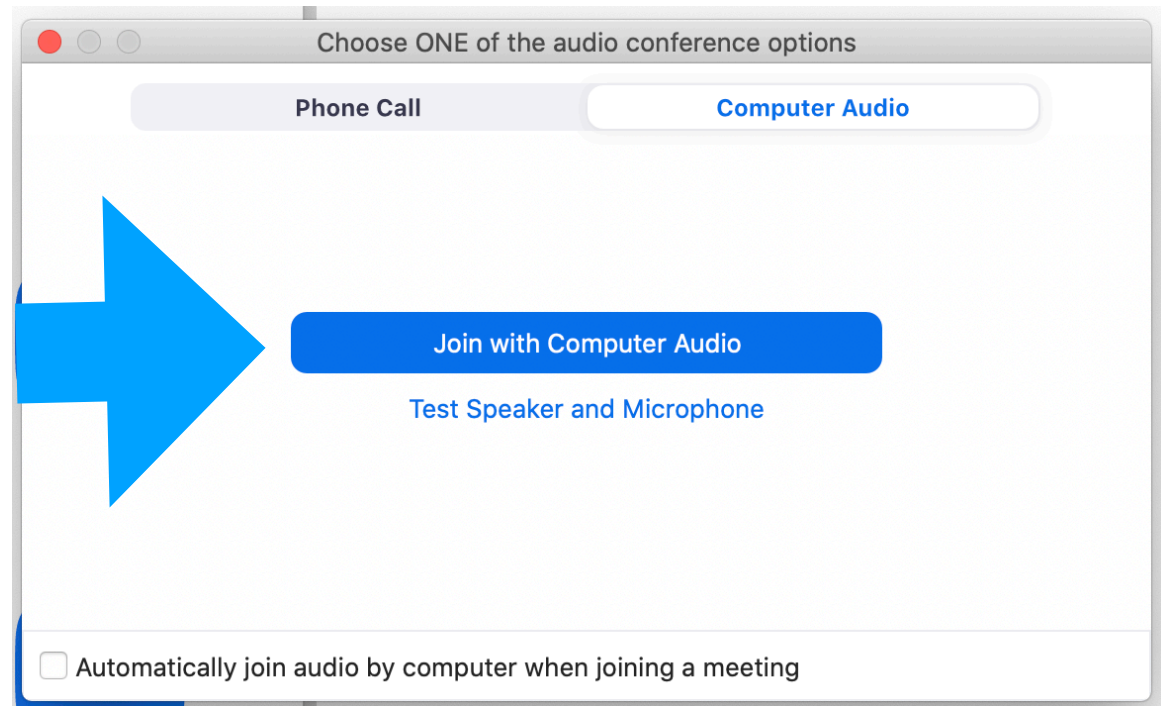 Choose ONE of the audio conference options
Phone Call
Computer Audio
Join with Computer Audio
Test Speaker and Microphone
Automatically join audio by computer when joining a meeting